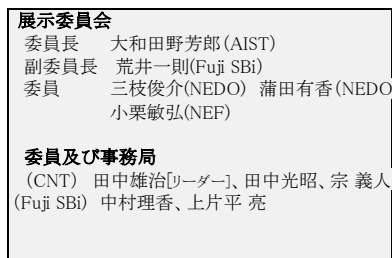 展示委員会
委員長 大和田野芳郎(AIST)
副委員長 荒井一則(Fuji SBi)
委員 三枝俊介(NEDO) 蒲田有香(NEDO
小栗敏弘(NEF)
委員及び事務局
(CNT) 田中雄治[リーダー]、田中光昭、宗 義人
(Fuji SBi) 中村理香、上片平 亮